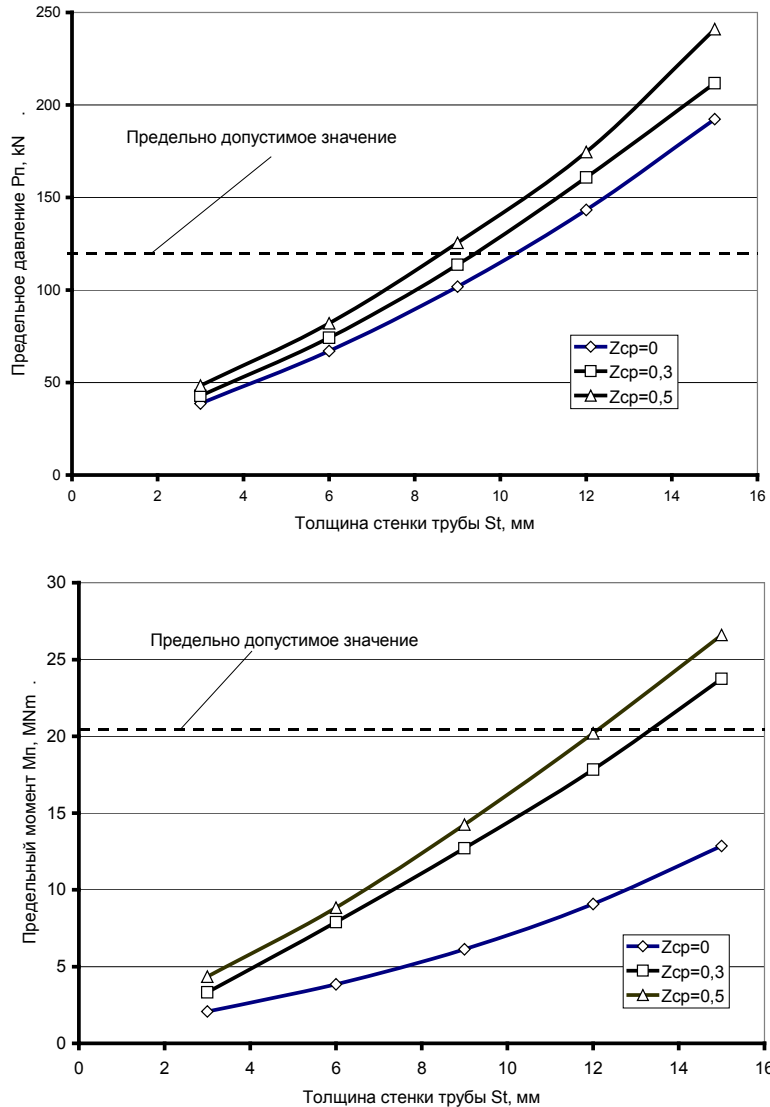 250
200
150
100
50
0
Предельное давление Рп, kN .
Предельно допустимое значение
Zср=0
Zср=0,3
Zср=0,5
0 2 4 6 8 10 12 14 16
Толщина стенки трубы St, мм
30
25
20
15
10
5
0
Предельный момент Мп, MNm .
Предельно допустимое значение
Zср=0
Zср=0,3
Zср=0,5
0 2 4 6 8 10 12 14 16
Толщина стенки трубы St, мм